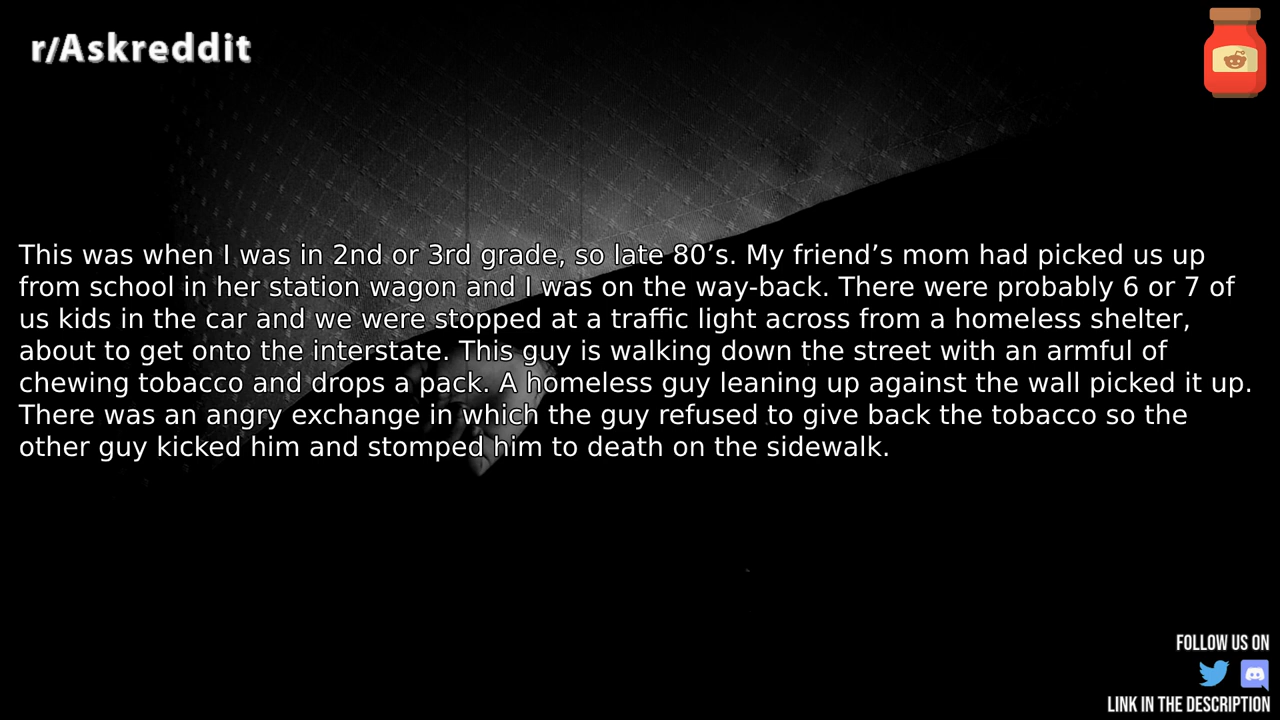 r/Askreddit
This was when I was in 2nd or 3rd grade, so late 80’s. My friend’s mom had picked us up
from school in her station wagon and I was on the way-back. There were probably 6 or 7 of
us kids in the car and we were stopped at a traffic light across from a homeless shelter,
about to get onto the interstate. This guy is walking down the street with an armful of
chewing tobacco and drops a pack. A homeless guy leaning up against the wall picked it up.
There was an angry exchange in which the guy refused to give back the tobacco so the
other guy kicked him and stomped him to death on the sidewalk.
FOLLOW US ON
LINK IN THE DESCRIPTION